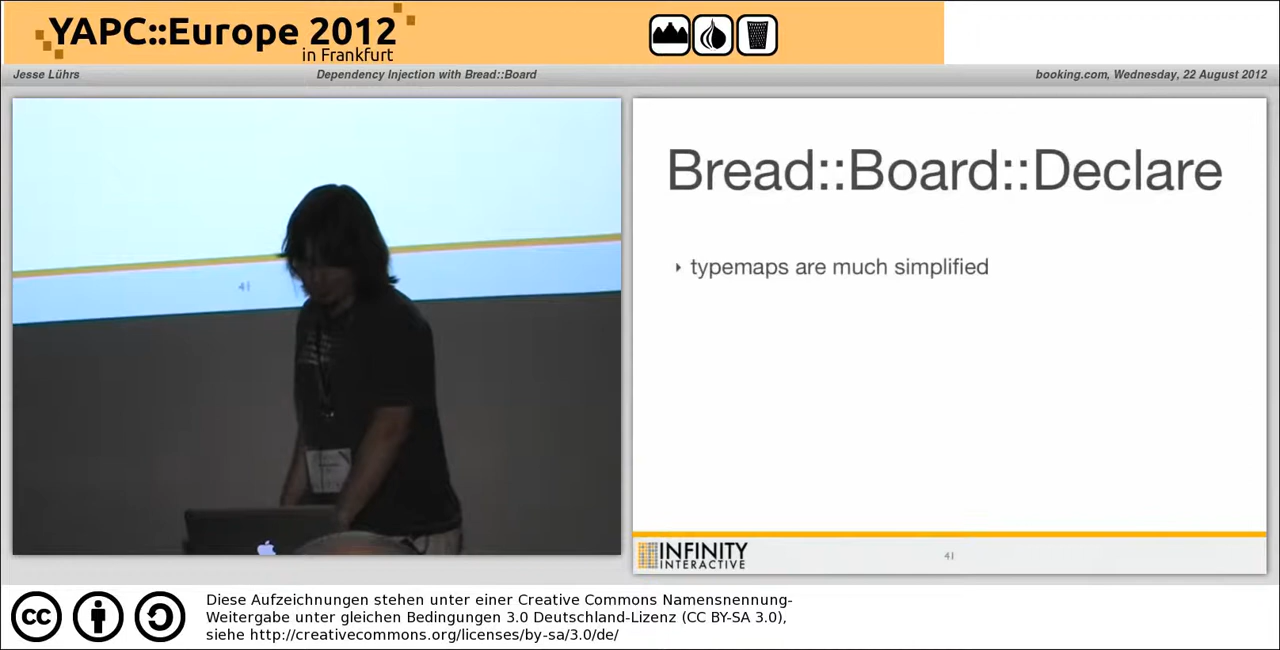 YAPC::Europe 2012
in Frankfurt
Jesse Lührs
Dependency Injection with Bread::Board
booking.com, Wednesday, 22 August 2012
41
Bread::Board::Declare
typemaps are much simplified
INFINITY
INTERACTIVE
41
cc
Diese Aufzeichnungen stehen unter einer Creative Commons Namensnennung-
Weitergabe unter gleichen Bedingungen 3.0 Deutschland-Lizenz (CC BY-SA 3.0),
siehe http://creativecommons.org/licenses/by-sa/3.0/de/